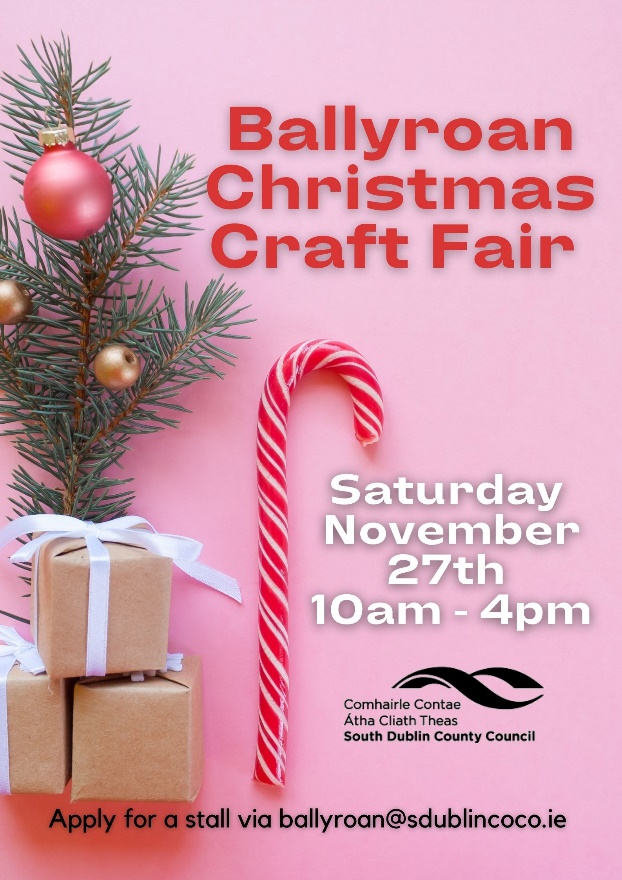 Ballyroan
Christmas
Craft Fair
Saturday
November
27th
10am - 4pm
Comhairle Contae
Átha Cliath Theas
South Dublin County Council
Apply for a stall via ballyroan@sdublincoco.ie